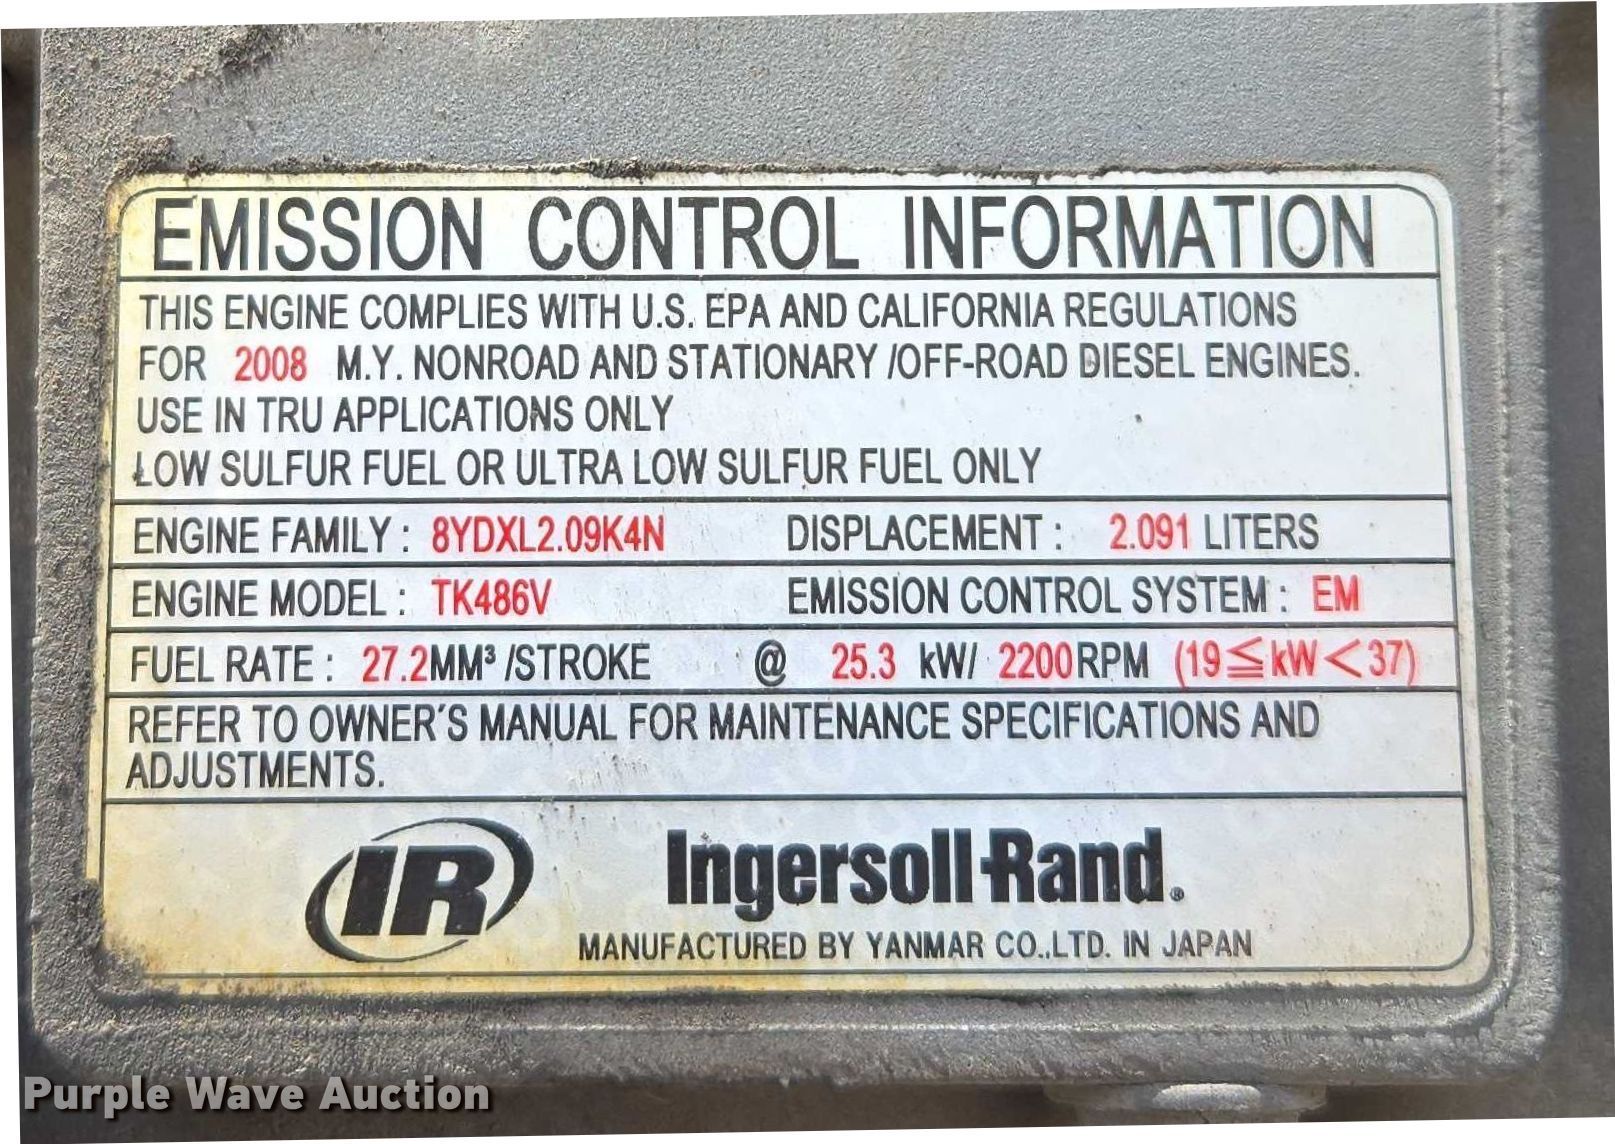 EMISSION CONTROL INFORMATION
THIS ENGINE COMPLIES WITH U.S. EPA AND CALIFORNIA REGULATIONS
FOR 2008 M.Y. NONROAD AND STATIONARY /OFF-ROAD DIESEL ENGINES.
USE IN TRU APPLICATIONS ONLY
LOW SULFUR FUEL OR ULTRA LOW SULFUR FUEL ONLY
ENGINE FAMILY : 8YDXL2.09K4N DISPLACEMENT : 2.091 LITERS
ENGINE MODEL : TK486V EMISSION CONTROL SYSTEM : EM
FUEL RATE : 27.2MM³ /STROKE @ 25.3 kW/ 2200RPM (19≦kW<37)
REFER TO OWNER'S MANUAL FOR MAINTENANCE SPECIFICATIONS AND
ADJUSTMENTS.
IR Ingersoll-Rand®
MANUFACTURED BY YANMAR CO.,LTD. IN JAPAN
Purple Wave Auction